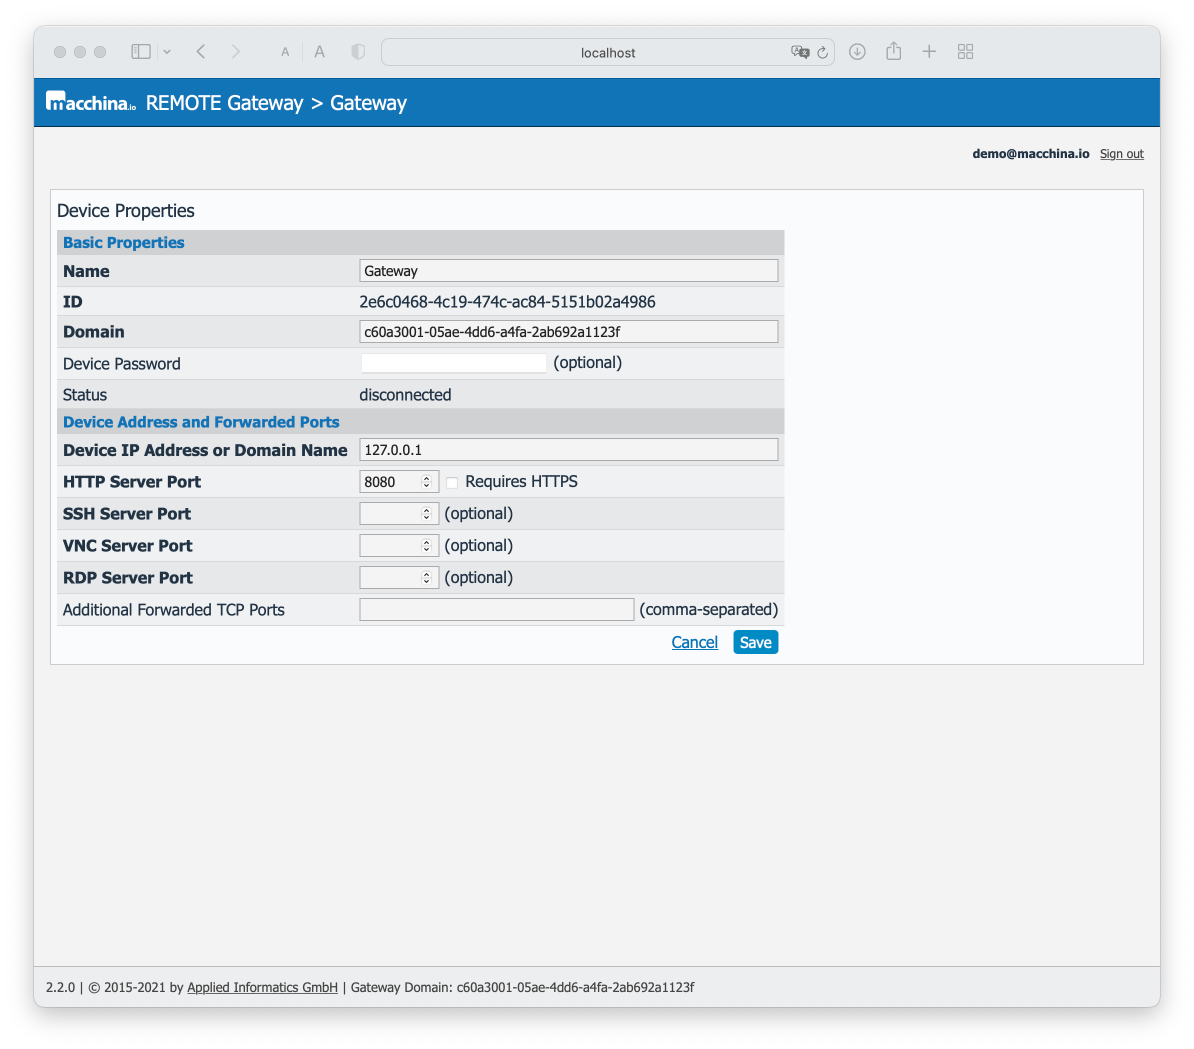 A A localhost
macchina.io REMOTE Gateway > Gateway
demo@macchina.io Sign out
Device Properties
Basic Properties
Name Gateway
ID 2e6c0468-4c19-474c-ac84-5151b02a4986
Domain c60a3001-05ae-4dd6-a4fa-2ab692a1123f
Device Password (optional)
Status disconnected
Device Address and Forwarded Ports
Device IP Address or Domain Name 127.0.0.1
HTTP Server Port 8080 Requires HTTPS
SSH Server Port (optional)
VNC Server Port (optional)
RDP Server Port (optional)
Additional Forwarded TCP Ports (comma-separated)
Cancel Save
2.2.0 | © 2015-2021 by Applied Informatics GmbH | Gateway Domain: c60a3001-05ae-4dd6-a4fa-2ab692a1123f